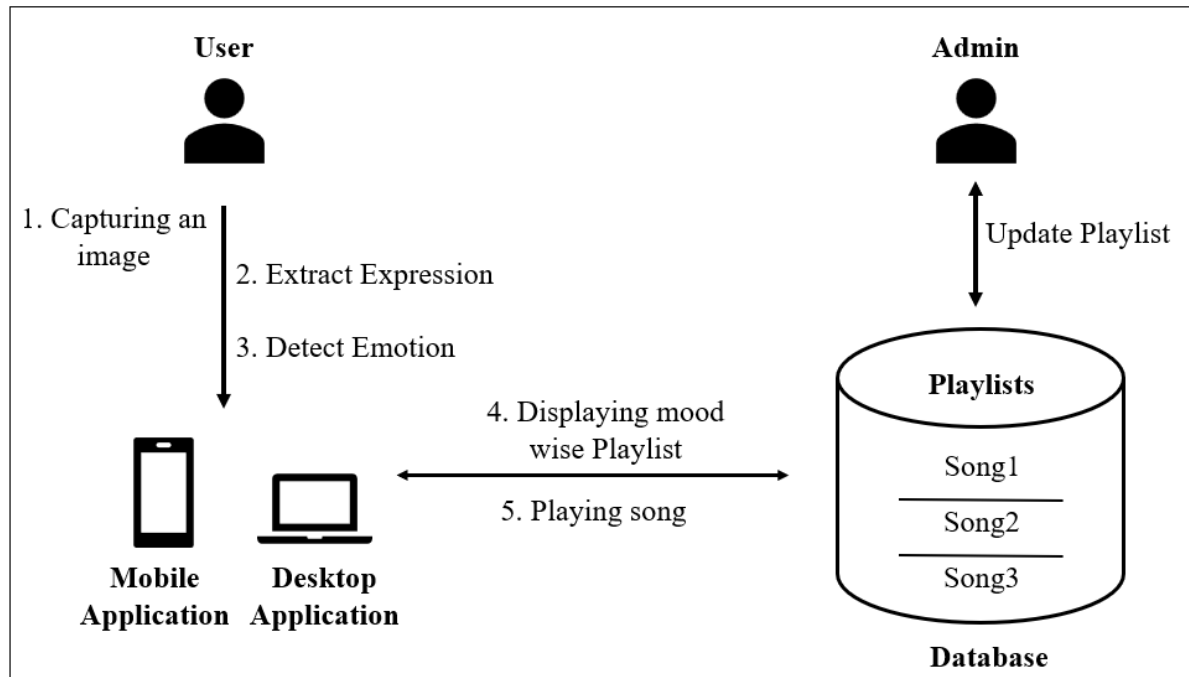 User
Admin
1. Capturing an
image
Update Playlist
2. Extract Expression
3. Detect Emotion
Playlists
4. Displaying mood
wise Playlist
Song1
5. Playing song
Song2
Song3
Mobile
Application
Desktop
Application
Database